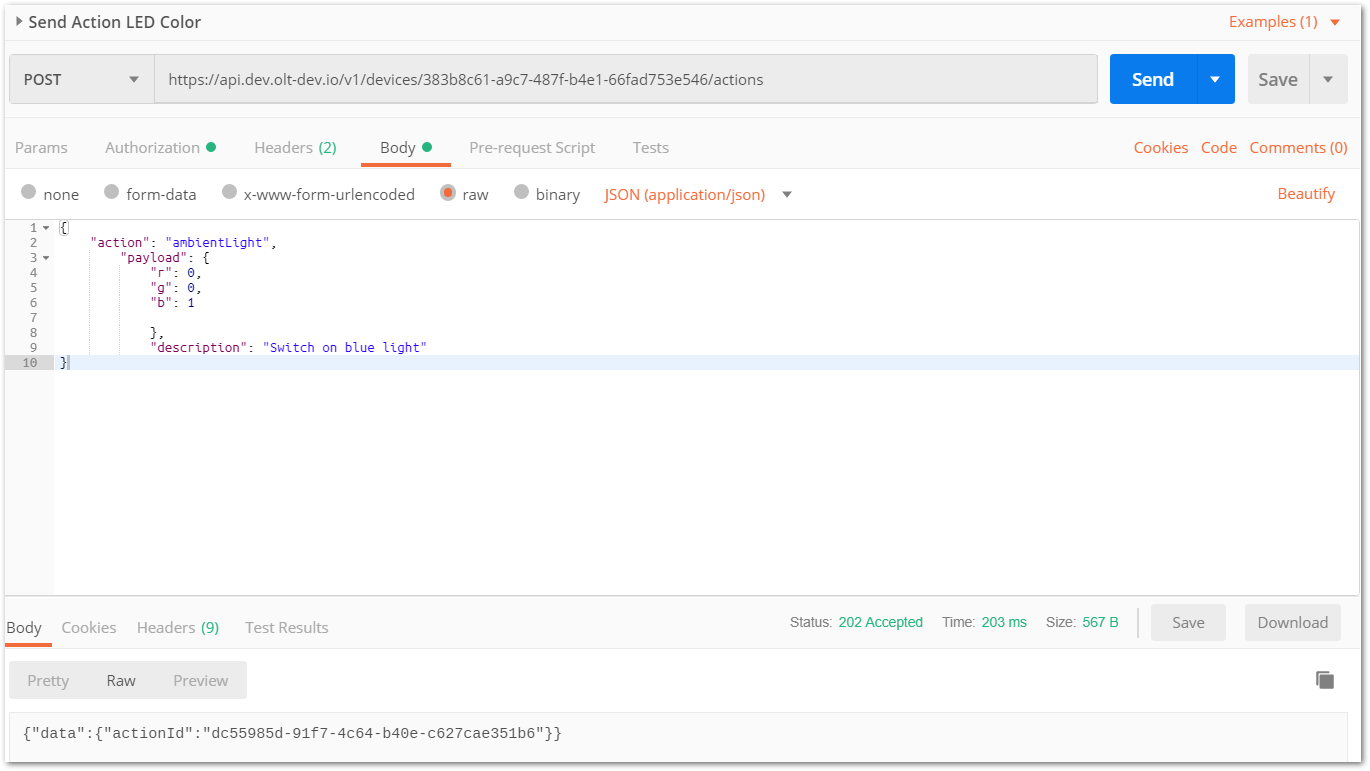 Send Action LED Color Examples (1)
POST https://api.dev.olt-dev.io/v1/devices/383b8c61-a9c7-487f-b4e1-66fad753e546/actions Send Save
Params Authorization Headers (2) Body Pre-request Script Tests Cookies Code Comments (0)
none form-data x-www-form-urlencoded raw binary JSON (application/json) Beautify
1 {
2 "action": "ambientLight",
3 "payload": {
4 "r": 0,
5 "g": 0,
6 "b": 1
7
8 },
9 "description": "Switch on blue light"
10 }
Body Cookies Headers (9) Test Results Status: 202 Accepted Time: 203 ms Size: 567 B Save Download
Pretty Raw Preview
{"data":{"actionId":"dc55985d-91f7-4c64-b40e-c627cae351b6"}}